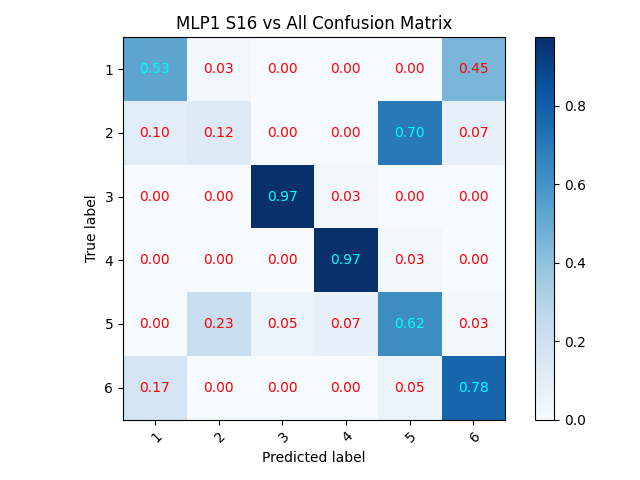 MLP1 S16 vs All Confusion Matrix
True label
1 0.53 0.03 0.00 0.00 0.00 0.45
2 0.10 0.12 0.00 0.00 0.70 0.07
3 0.00 0.00 0.97 0.03 0.00 0.00
4 0.00 0.00 0.00 0.97 0.03 0.00
5 0.00 0.23 0.05 0.07 0.62 0.03
6 0.17 0.00 0.00 0.00 0.05 0.78
1 2 3 4 5 6
Predicted label
0.8
0.6
0.4
0.2
0.0